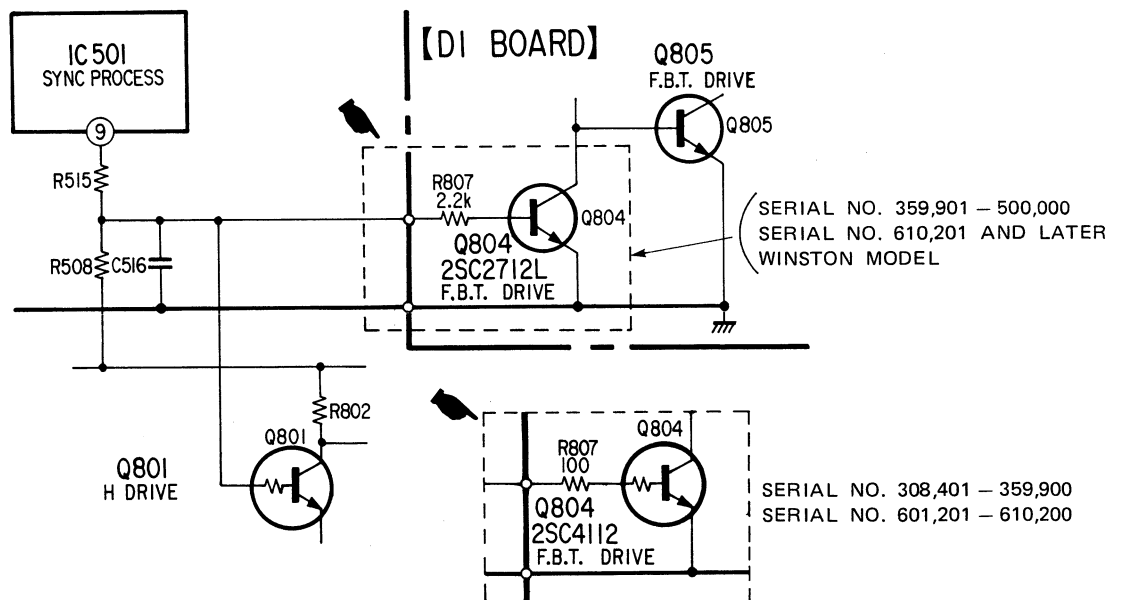 IC501
SYNC PROCESS
9
R515
R508
C516
【D1 BOARD】
Q805
F.B.T. DRIVE
Q805
R807
2.2k
Q804
Q804
2SC2712L
F.B.T. DRIVE
SERIAL NO. 359,901 – 500,000
SERIAL NO. 610,201 AND LATER
WINSTON MODEL
R802
Q801
Q801
H DRIVE
Q804
R807
100
Q804
2SC4112
F.B.T. DRIVE
SERIAL NO. 308,401 – 359,900
SERIAL NO. 601,201 – 610,200